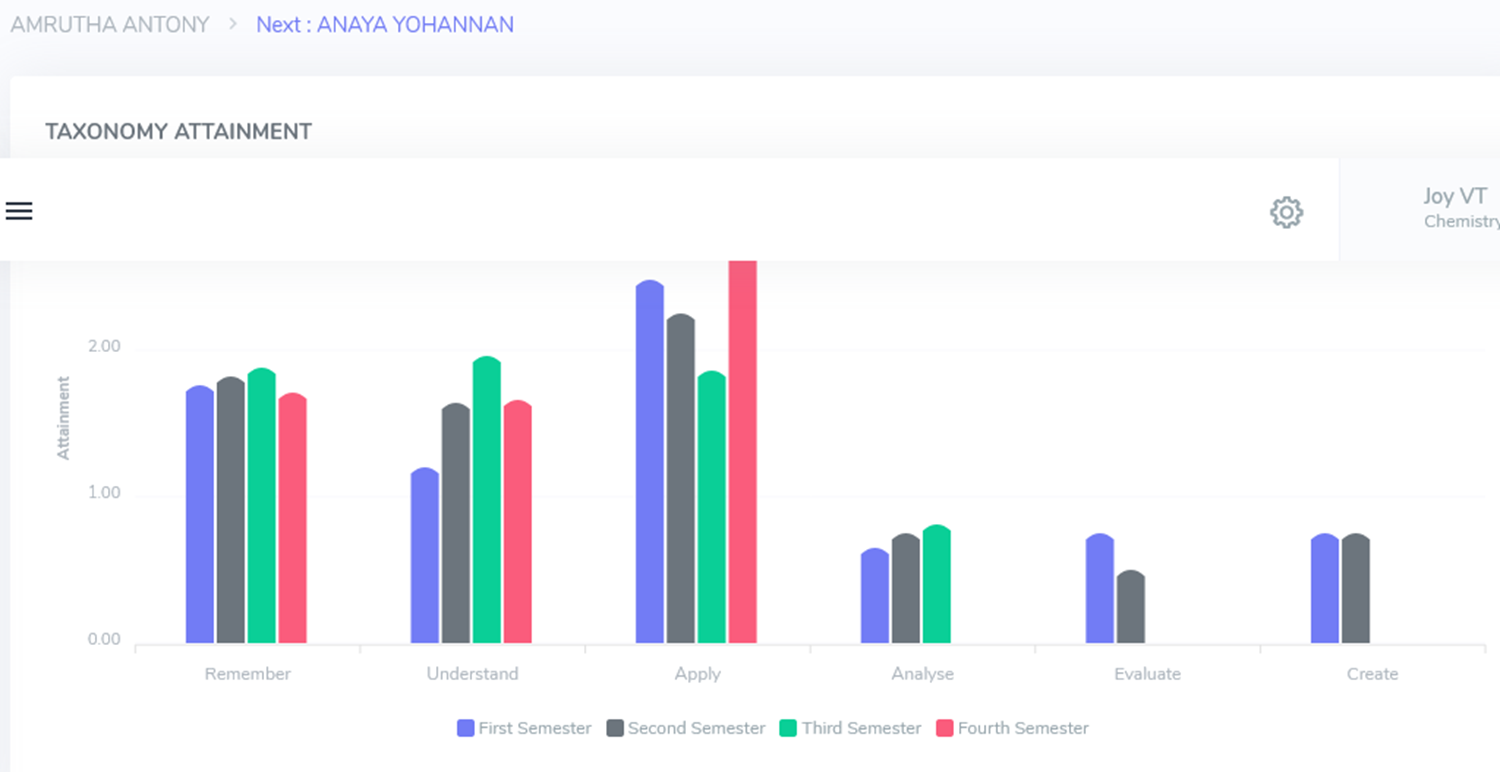 AMRUTHA ANTONY > Next : ANAYA YOHANNAN
TAXONOMY ATTAINMENT
Joy VT
Chemistry
2.00
Attainment
1.00
0.00
Remember Understand Apply Analyse Evaluate Create
First Semester Second Semester Third Semester Fourth Semester